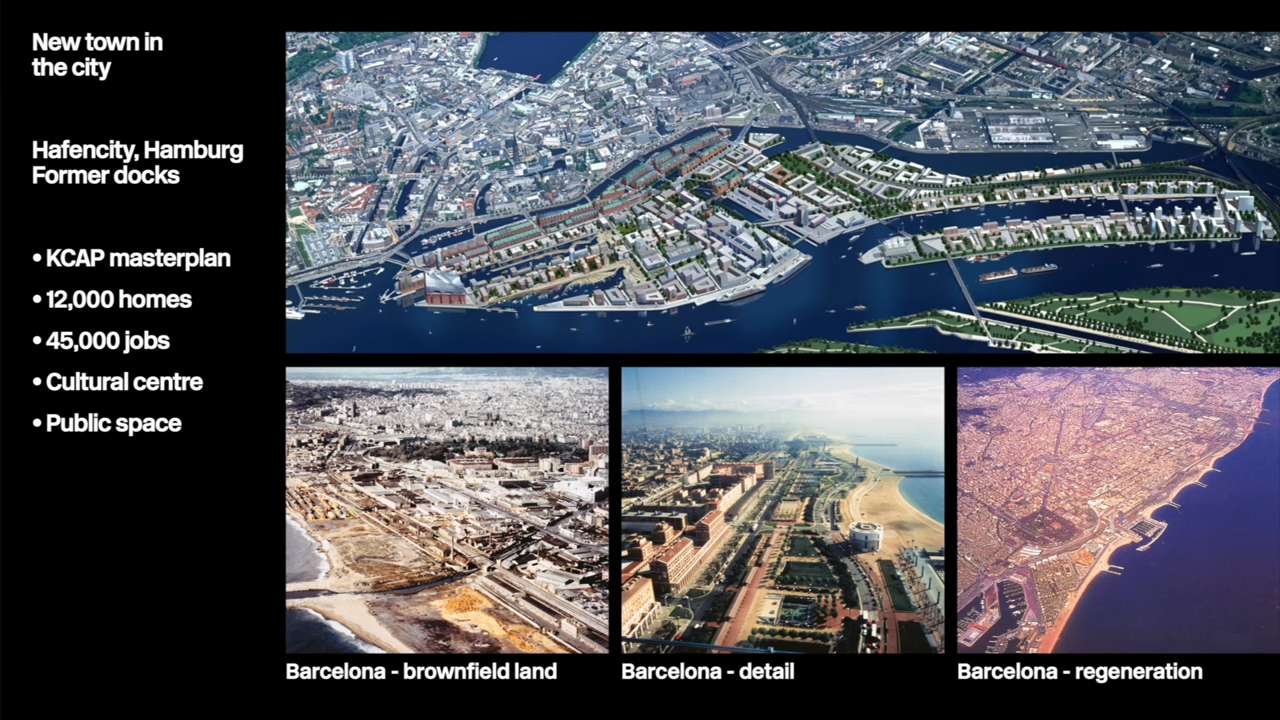 New town in
the city
Hafencity, Hamburg
Former docks
• KCAP masterplan
• 12,000 homes
• 45,000 jobs
• Cultural centre
• Public space
Barcelona - brownfield land
Barcelona - detail
Barcelona - regeneration